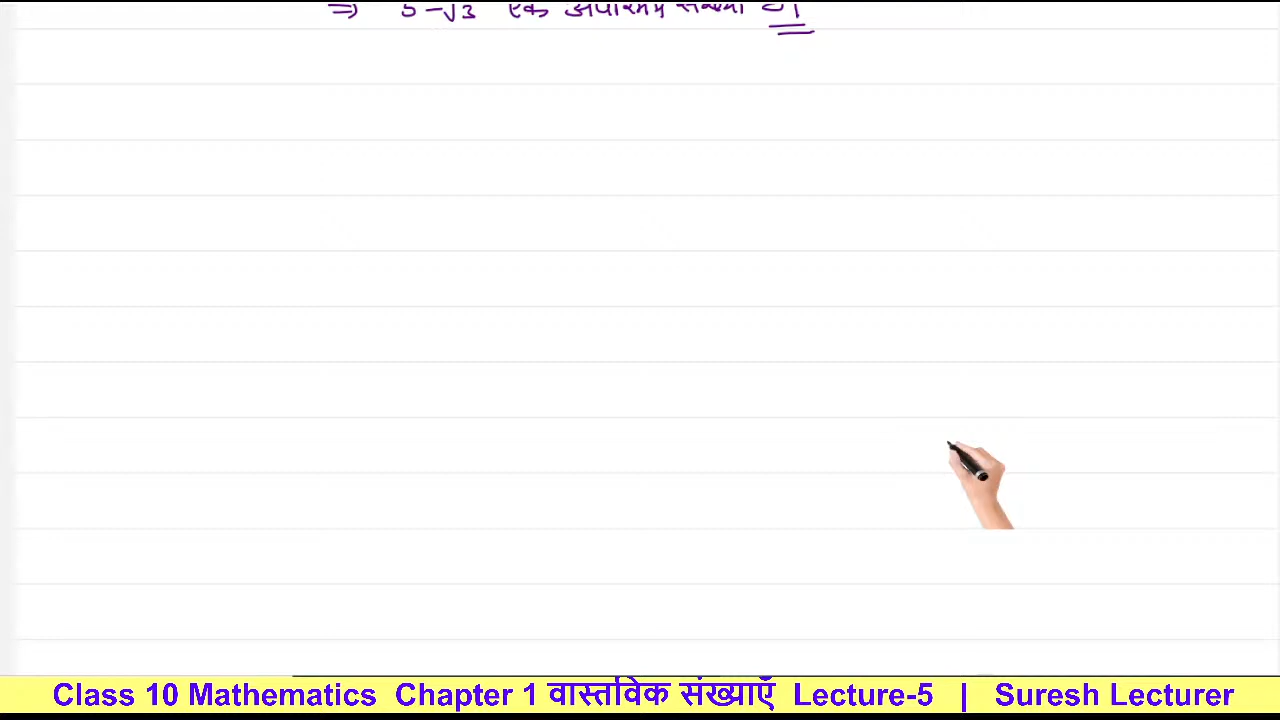 ⇒ 5-√3 एक अपरिमेय संख्या है।
Class 10 Mathematics Chapter 1 वास्तविक संख्याएँ Lecture-5 | Suresh Lecturer